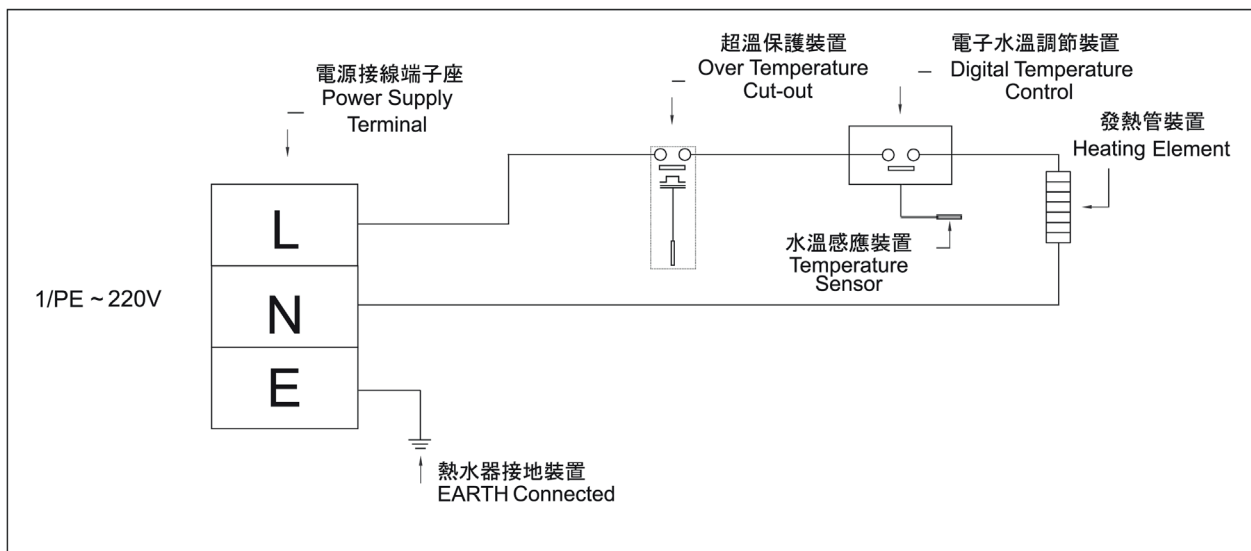 電源接線端子座
Power Supply
Terminal
超溫保護裝置
Over Temperature
Cut-out
電子水溫調節裝置
Digital Temperature
Control
發熱管裝置
Heating Element
水溫感應裝置
Temperature
Sensor
1/PE ~ 220V
L
N
E
熱水器接地裝置
EARTH Connected